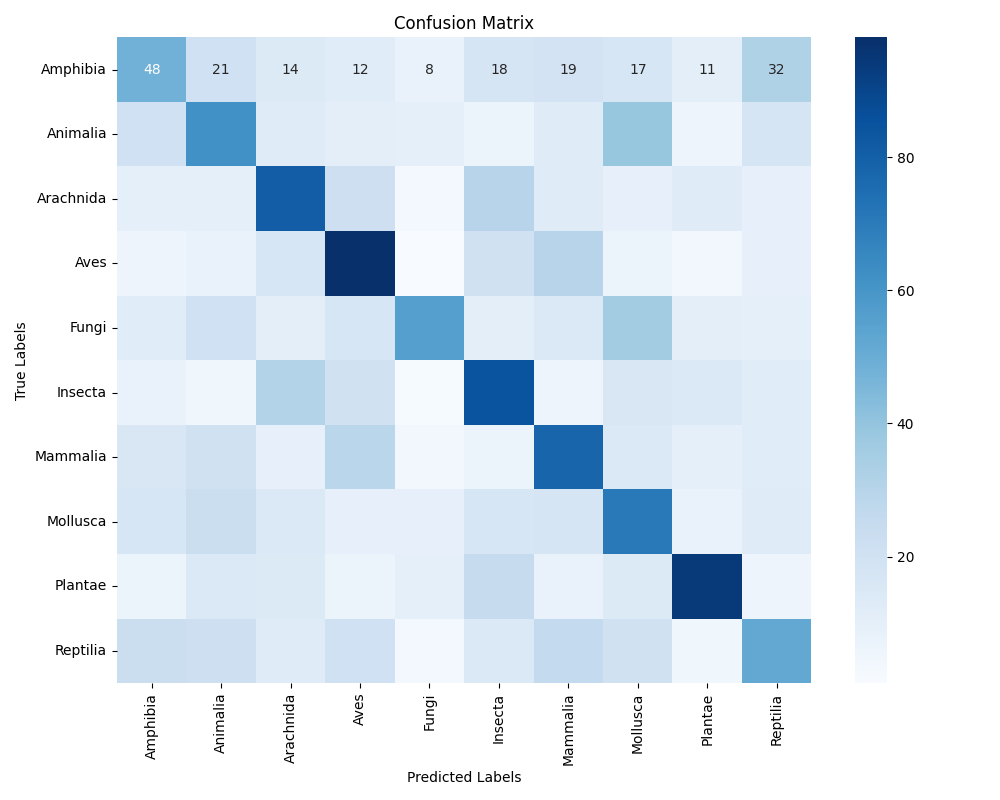 Confusion Matrix
Amphibia 48 21 14 12 8 18 19 17 11 32
Animalia
Arachnida
Aves
Fungi
Insecta
Mammalia
Mollusca
Plantae
Reptilia
True Labels
Amphibia Animalia Arachnida Aves Fungi Insecta Mammalia Mollusca Plantae Reptilia
Predicted Labels
80
60
40
20